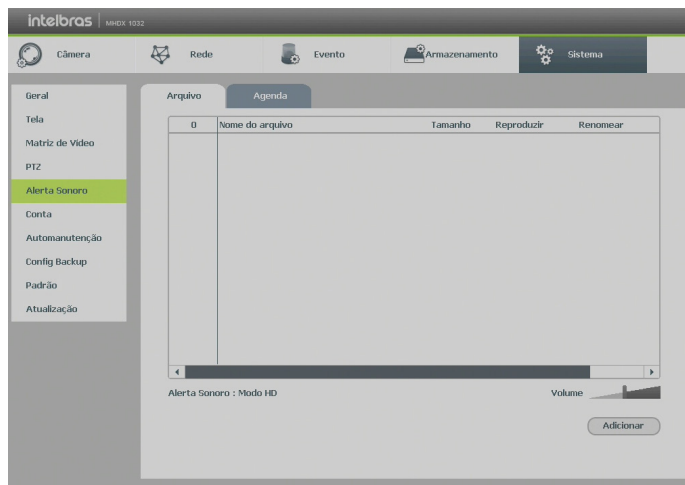 intelbras | MHDX 1032
Câmera Rede Evento Armazenamento Sistema
Geral
Tela
Matriz de Vídeo
PTZ
Alerta Sonoro
Conta
Automanutenção
Config Backup
Padrão
Atualização
Arquivo Agenda
0 Nome do arquivo Tamanho Reproduzir Renomear
Alerta Sonoro : Modo HD Volume
Adicionar